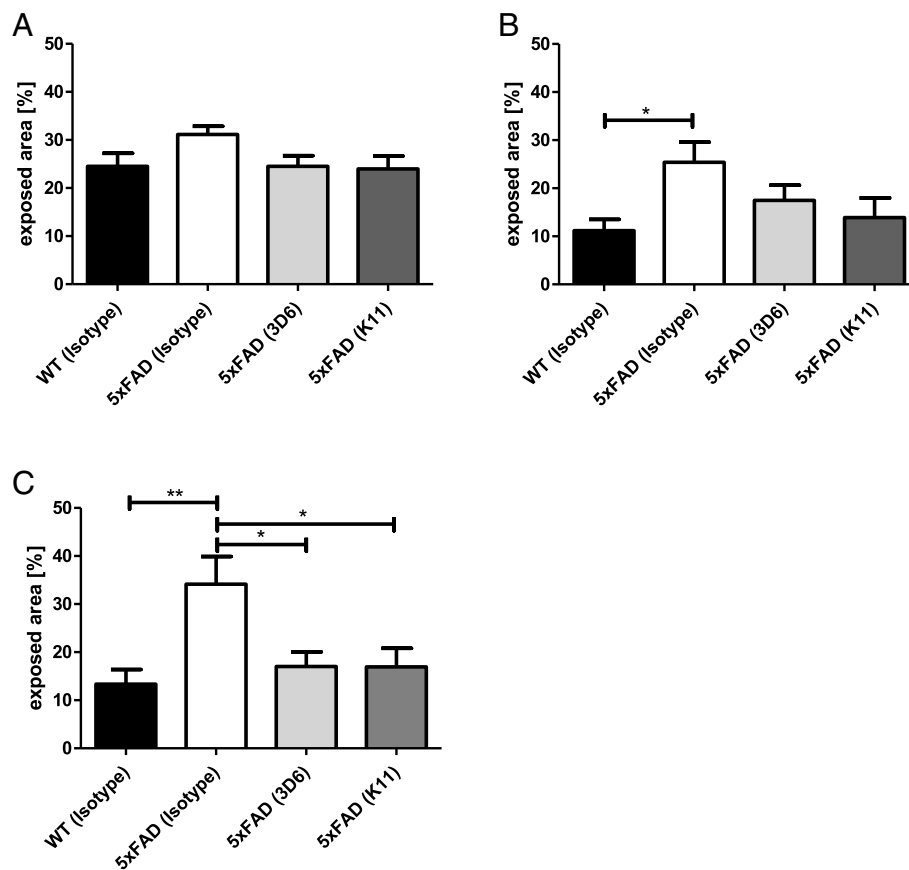 A
exposed area [%]
50
40
30
20
10
0
WT (Isotype)
5xFAD (Isotype)
5xFAD (3D6)
5xFAD (K11)
B
exposed area [%]
50
40
30
20
10
0
*
WT (Isotype)
5xFAD (Isotype)
5xFAD (3D6)
5xFAD (K11)
C
exposed area [%]
50
40
30
20
10
0
**
*
*
WT (Isotype)
5xFAD (Isotype)
5xFAD (3D6)
5xFAD (K11)